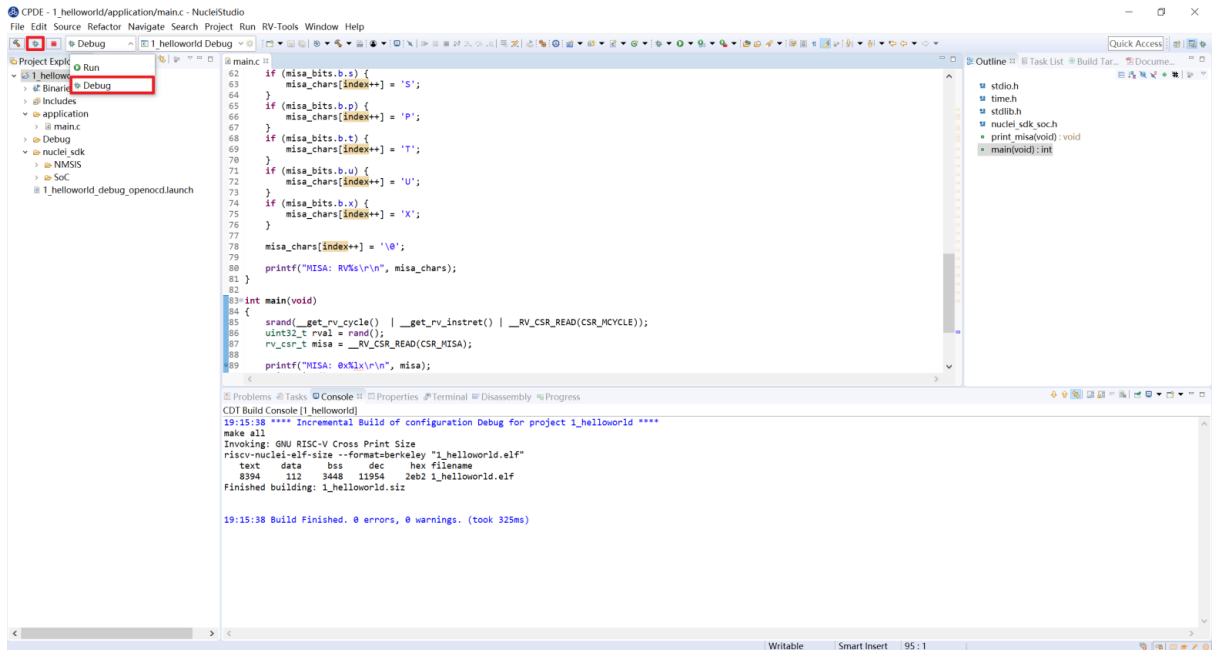 CPDE - 1_helloworld/application/main.c - NucleiStudio
File Edit Source Refactor Navigate Search Project Run RV-Tools Window Help
Debug
1_helloworld Debug
Quick Access
Project Explo
Run
Debug
1_hellow
Binarie
Includes
application
main.c
Debug
nuclei_sdk
NMSIS
SoC
1_helloworld_debug_openocd.launch
main.c
62 if (misa_bits.b.s) {
63 misa_chars[index++] = 'S';
64 }
65 if (misa_bits.b.p) {
66 misa_chars[index++] = 'P';
67 }
68 if (misa_bits.b.t) {
69 misa_chars[index++] = 'T';
70 }
71 if (misa_bits.b.u) {
72 misa_chars[index++] = 'U';
73 }
74 if (misa_bits.b.x) {
75 misa_chars[index++] = 'X';
76 }
77
78 misa_chars[index++] = '\0';
79
80 printf("MISA: RV%s\r\n", misa_chars);
81 }
82
83 int main(void)
84 {
85 srand(__get_rv_cycle() | __get_rv_instret() | __RV_CSR_READ(CSR_MCYCLE));
86 uint32_t rval = rand();
87 rv_csr_t misa = __RV_CSR_READ(CSR_MISA);
88
89 printf("MISA: 0x%lx\r\n", misa);
Outline Task List Build Tar... Docume...
stdio.h
time.h
stdlib.h
nuclei_sdk_soc.h
print_misa(void) : void
main(void) : int
Problems Tasks Console Properties Terminal Disassembly Progress
CDT Build Console [1_helloworld]
19:15:38 **** Incremental Build of configuration Debug for project 1_helloworld ****
make all
Invoking: GNU RISC-V Cross Print Size
riscv-nuclei-elf-size --format=berkeley "1_helloworld.elf"
text data bss dec hex filename
8394 112 3448 11954 2eb2 1_helloworld.elf
Finished building: 1_helloworld.siz
19:15:38 Build Finished. 0 errors, 0 warnings. (took 325ms)
Writable Smart Insert 95 : 1